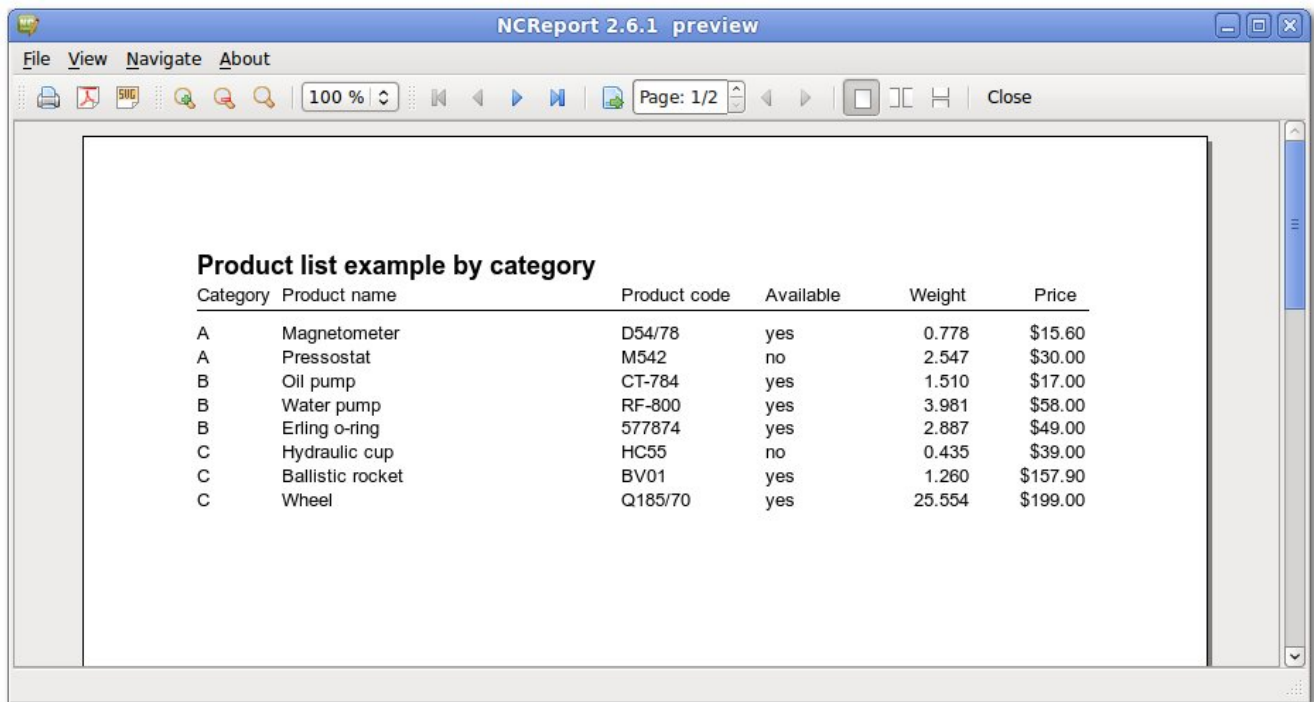 NCReport 2.6.1 preview
File View Navigate About
SVG 100 % Page: 1/2 Close
Product list example by category
Category Product name Product code Available Weight Price
A Magnetometer D54/78 yes 0.778 $15.60
A Pressostat M542 no 2.547 $30.00
B Oil pump CT-784 yes 1.510 $17.00
B Water pump RF-800 yes 3.981 $58.00
B Erling o-ring 577874 yes 2.887 $49.00
C Hydraulic cup HC55 no 0.435 $39.00
C Ballistic rocket BV01 yes 1.260 $157.90
C Wheel Q185/70 yes 25.554 $199.00